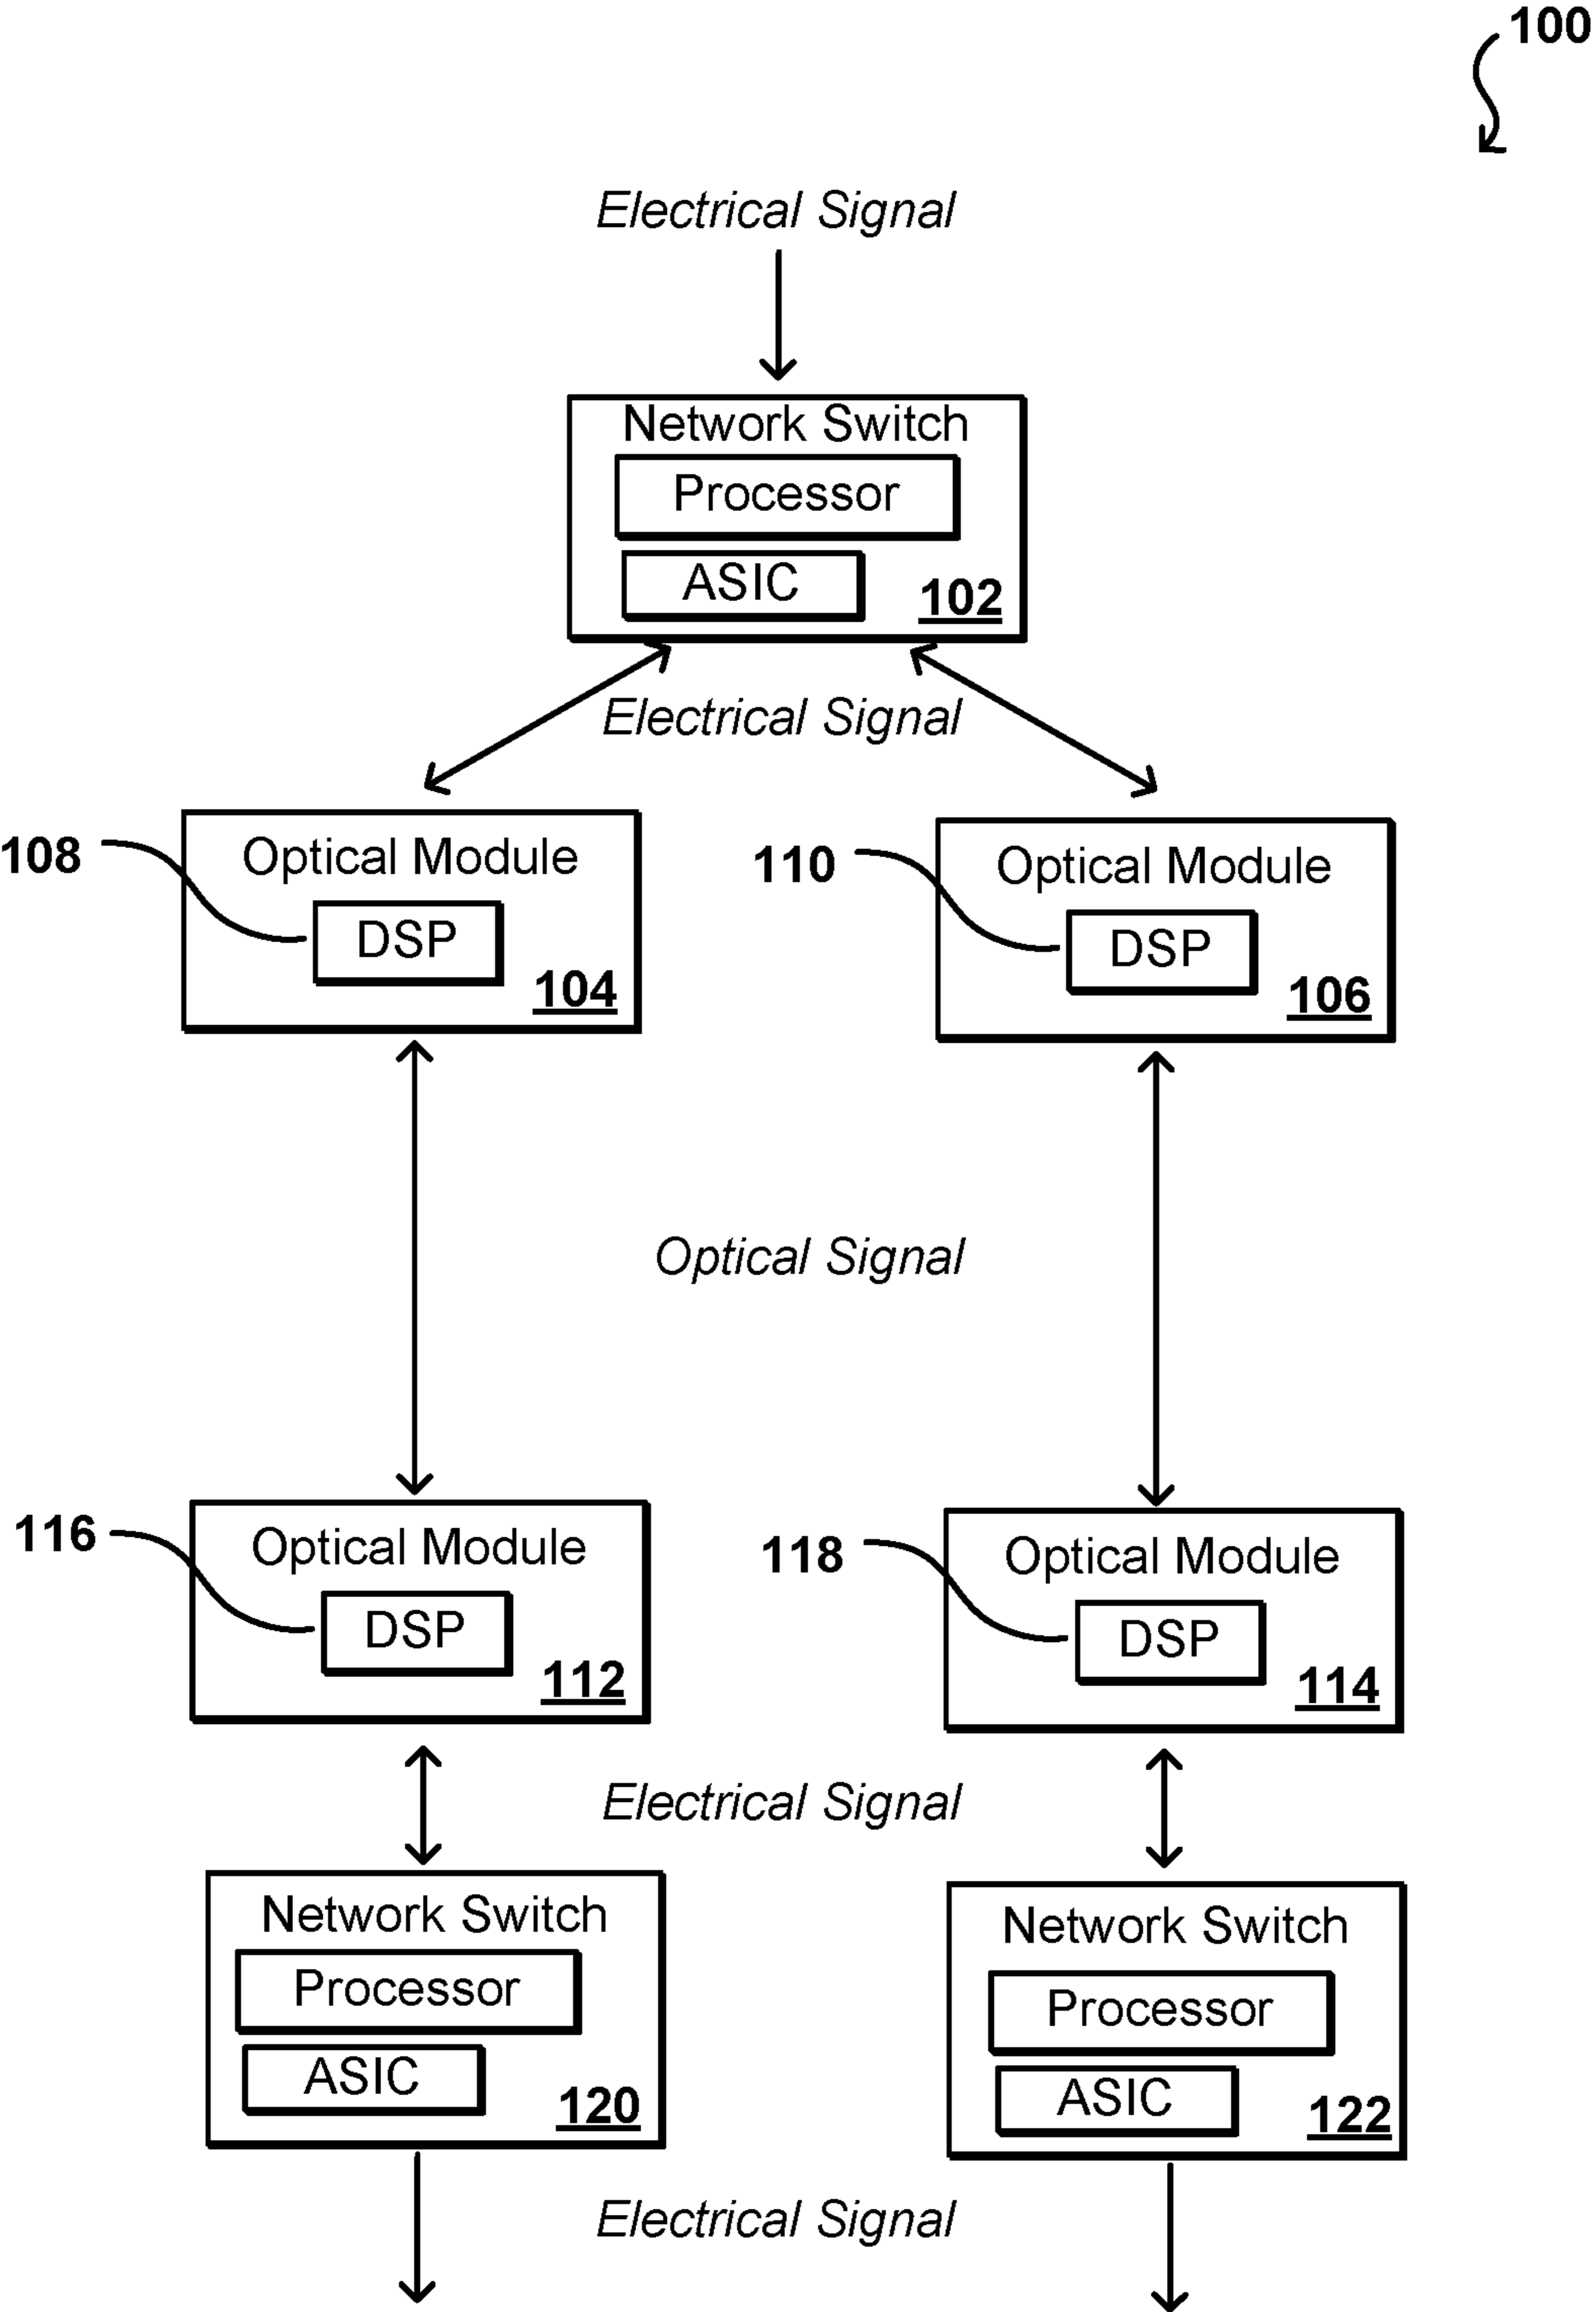 100
Electrical Signal
Network Switch
Processor
ASIC
102
Electrical Signal
108
Optical Module
DSP
104
110
Optical Module
DSP
106
Optical Signal
116
Optical Module
DSP
112
118
Optical Module
DSP
114
Electrical Signal
Network Switch
Processor
ASIC
120
Network Switch
Processor
ASIC
122
Electrical Signal